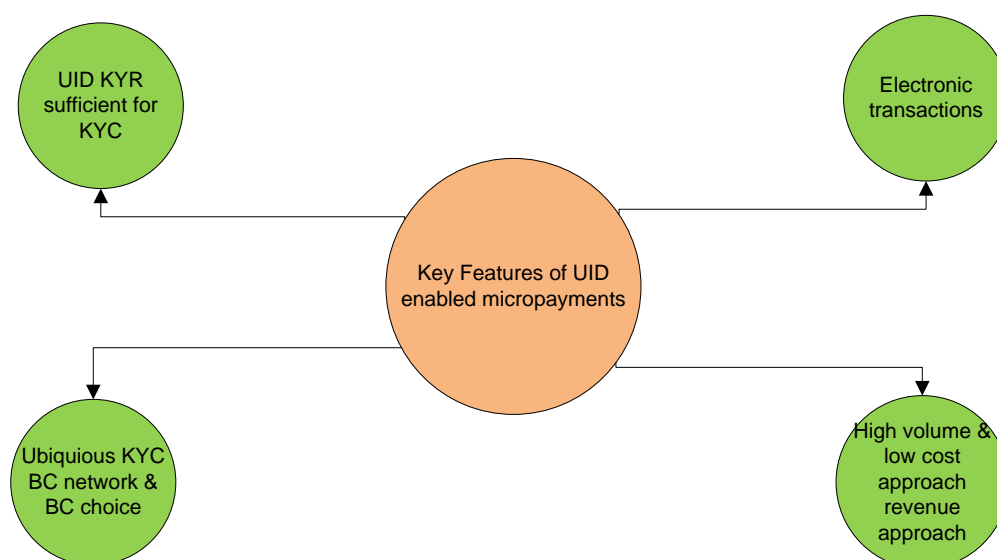 UID KYR
sufficient for
KYC
Electronic
transactions
Key Features of UID
enabled micropayments
Ubiquious KYC
BC network &
BC choice
High volume &
low cost
approach
revenue
approach